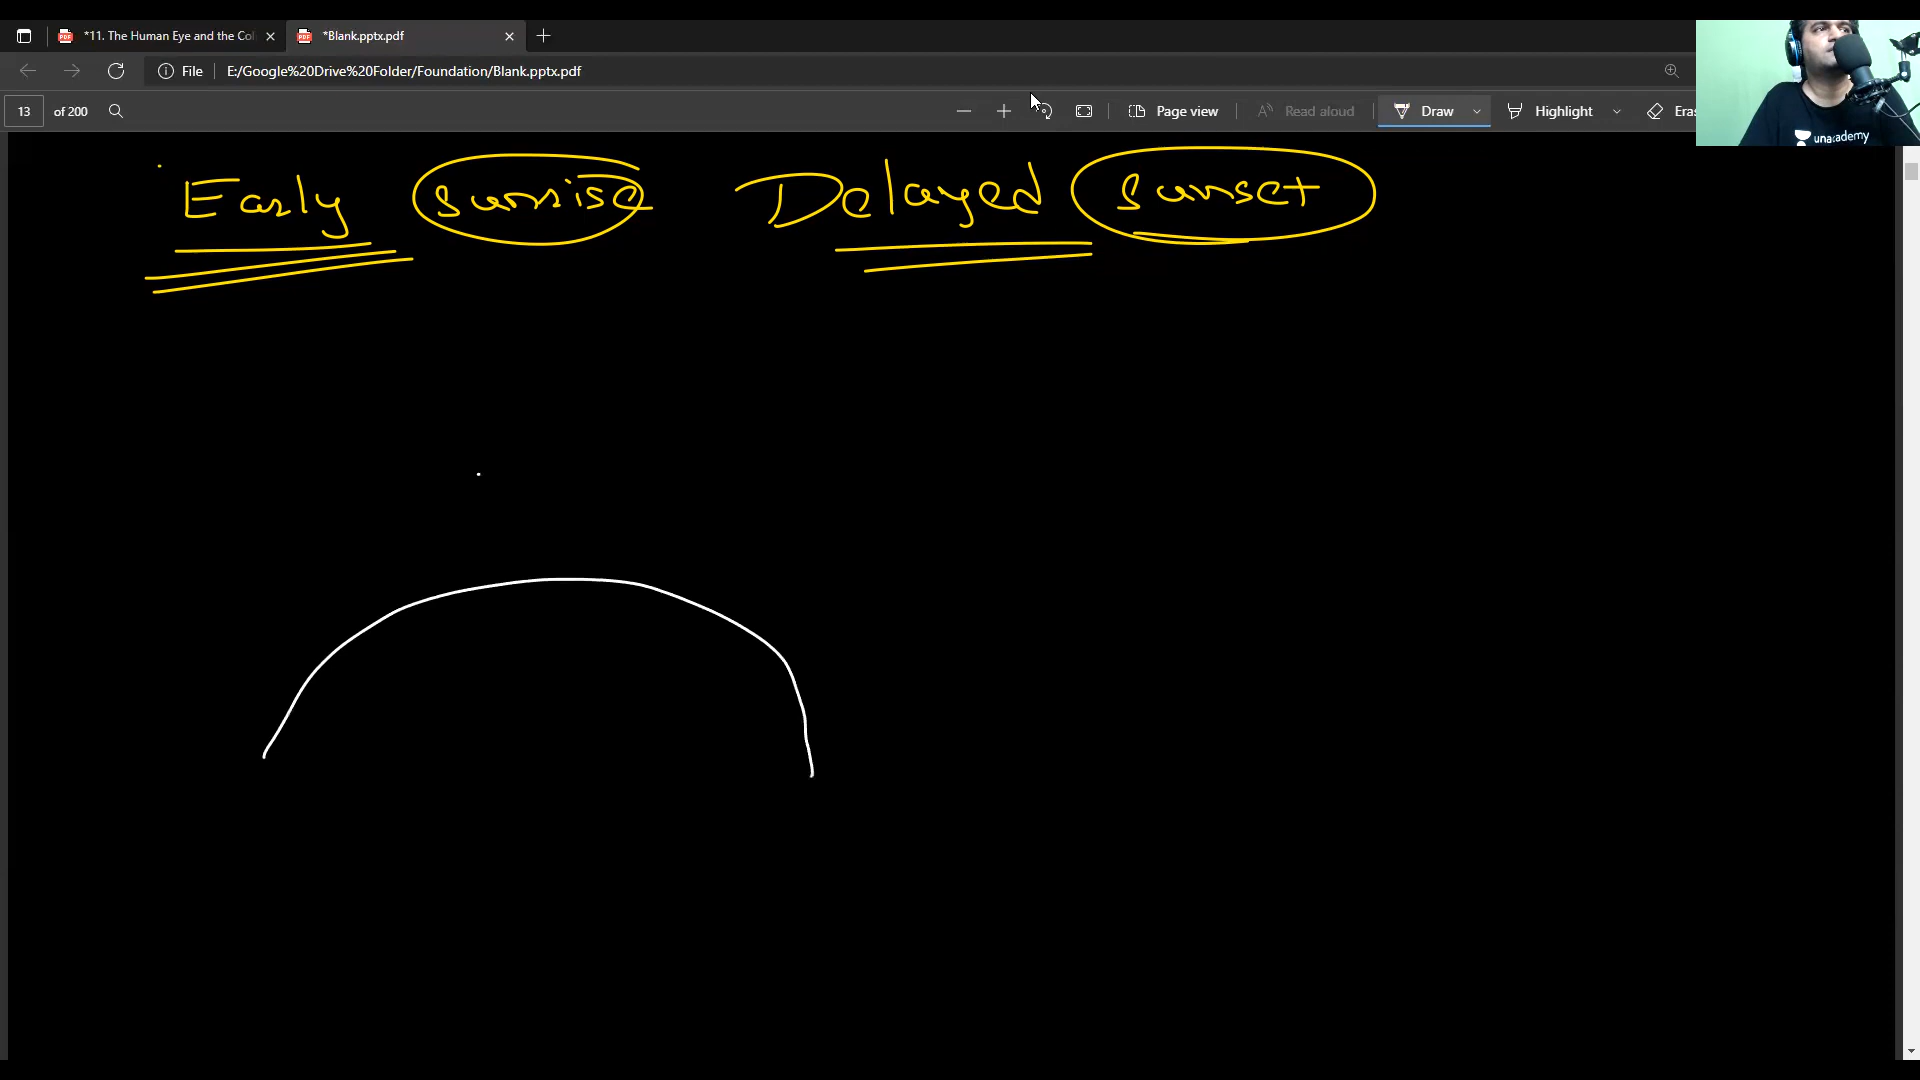 *11. The Human Eye and the Col
*Blank.pptx.pdf
File
E:/Google%20Drive%20Folder/Foundation/Blank.pptx.pdf
13 of 200
Page view
Read aloud
Draw
Highlight
Eras
unacademy
Early sunrise Delayed sunset